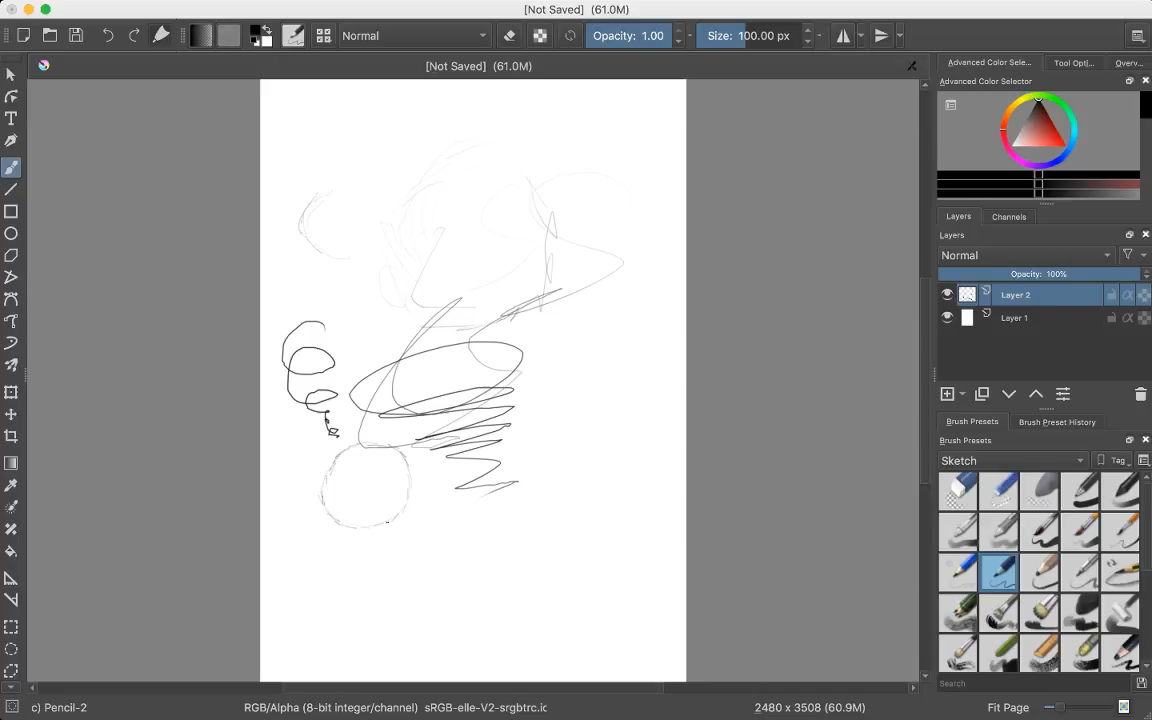 [Not Saved] (61.0M)
Normal
Opacity: 1.00
Size: 100.00 px
[Not Saved] (61.0M)
Advanced Color Sele...
Tool Opti...
Overv...
Advanced Color Selector
Layers
Channels
Layers
Normal
Opacity: 100%
Layer 2
Layer 1
Brush Presets
Brush Preset History
Brush Presets
Sketch
Tag
Search
c) Pencil-2
RGB/Alpha (8-bit integer/channel) sRGB-elle-V2-srgbtrc.ic
2480 x 3508 (60.9M)
Fit Page